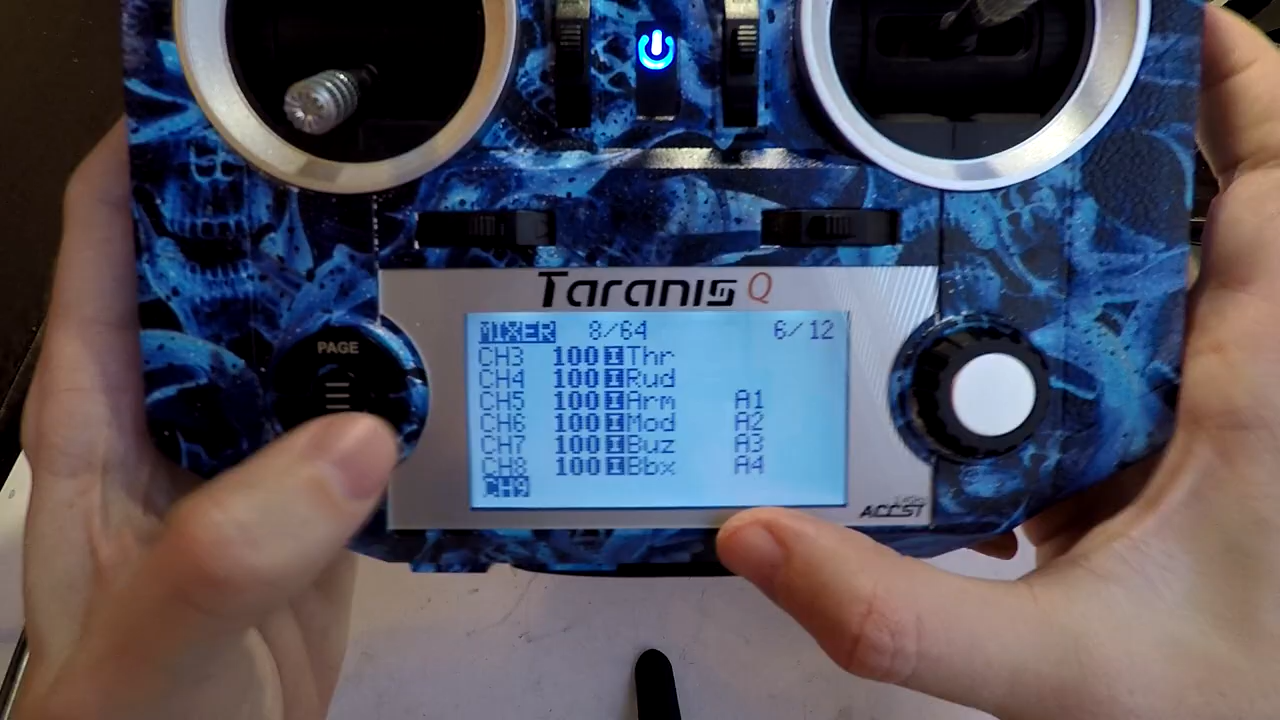 Taranis Q
MIXER 8/64 6/12
CH3 100 I Thr
CH4 100 I Rud
CH5 100 I Arm A1
CH6 100 I Mod A2
CH7 100 I Buz A3
CH8 100 I Bbx A4
CH9
PAGE
ACCST